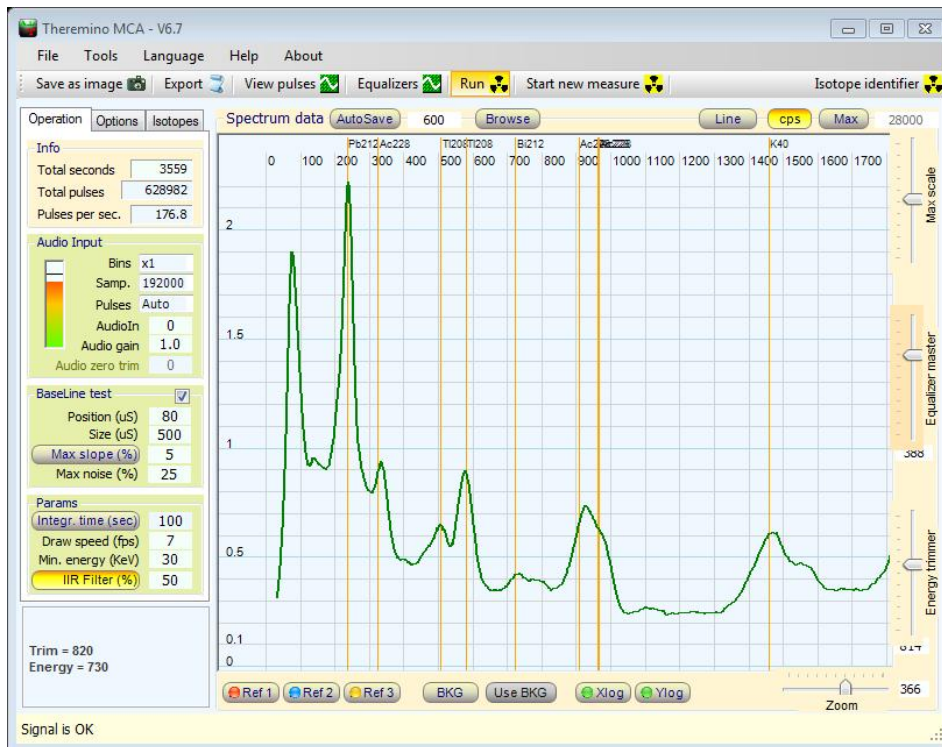 Theremino MCA - V6.7
File Tools Language Help About
Save as image Export View pulses Equalizers Run Start new measure Isotope identifier
Operation Options Isotopes
Spectrum data AutoSave 600 Browse Line cps Max 28000
Info
Total seconds 3559
Total pulses 628982
Pulses per sec. 176.8
Audio Input
Bins x1
Samp. 192000
Pulses Auto
AudioIn 0
Audio gain 1.0
Audio zero trim 0
BaseLine test
Position (uS) 80
Size (uS) 500
Max slope (%) 5
Max noise (%) 25
Params
Integr. time (sec) 100
Draw speed (fps) 7
Min. energy (KeV) 30
IIR Filter (%) 50
Trim = 820
Energy = 730
Pb212 Ac228 Tl208 Tl208 Bi212 K40
0 100 200 300 400 500 600 700 800 900 1000 1100 1200 1300 1400 1500 1600 1700
2
1.5
1
0.5
0.1
0
Max scale
Equalizer master
388
Energy trimmer
814
Ref 1 Ref 2 Ref 3 BKG Use BKG Xlog Ylog
366
Zoom
Signal is OK